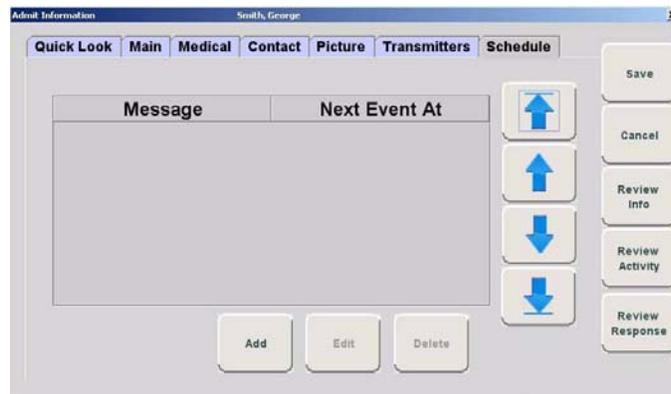 Admit Information Smith, George
Quick Look Main Medical Contact Picture Transmitters Schedule
Message Next Event At
Save
Cancel
Review
Info
Review
Activity
Review
Response
Add Edit Delete